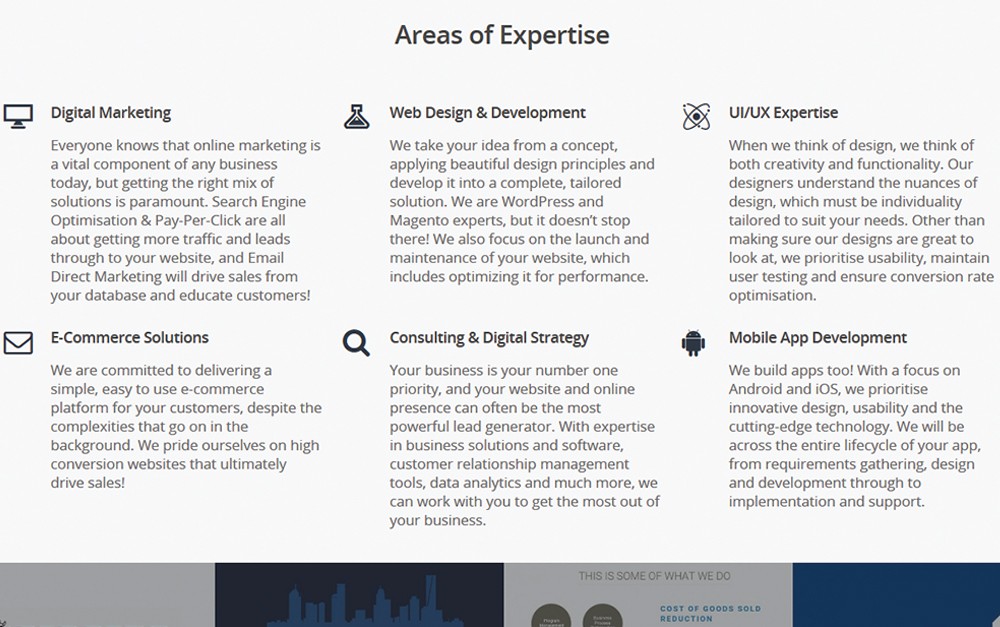 Areas of Expertise
Digital Marketing
Everyone knows that online marketing is
a vital component of any business
today, but getting the right mix of
solutions is paramount. Search Engine
Optimisation & Pay-Per-Click are all
about getting more traffic and leads
through to your website, and Email
Direct Marketing will drive sales from
your database and educate customers!
Web Design & Development
We take your idea from a concept,
applying beautiful design principles and
develop it into a complete, tailored
solution. We are WordPress and
Magento experts, but it doesn’t stop
there! We also focus on the launch and
maintenance of your website, which
includes optimizing it for performance.
UI/UX Expertise
When we think of design, we think of
both creativity and functionality. Our
designers understand the nuances of
design, which must be individuality
tailored to suit your needs. Other than
making sure our designs are great to
look at, we prioritise usability, maintain
user testing and ensure conversion rate
optimisation.
E-Commerce Solutions
We are committed to delivering a
simple, easy to use e-commerce
platform for your customers, despite the
complexities that go on in the
background. We pride ourselves on high
conversion websites that ultimately
drive sales!
Consulting & Digital Strategy
Your business is your number one
priority, and your website and online
presence can often be the most
powerful lead generator. With expertise
in business solutions and software,
customer relationship management
tools, data analytics and much more, we
can work with you to get the most out of
your business.
Mobile App Development
We build apps too! With a focus on
Android and iOS, we prioritise
innovative design, usability and the
cutting-edge technology. We will be
across the entire lifecycle of your app,
from requirements gathering, design
and development through to
implementation and support.
THIS IS SOME OF WHAT WE DO
COST OF GOODS SOLD
REDUCTION
Program
Business
Process